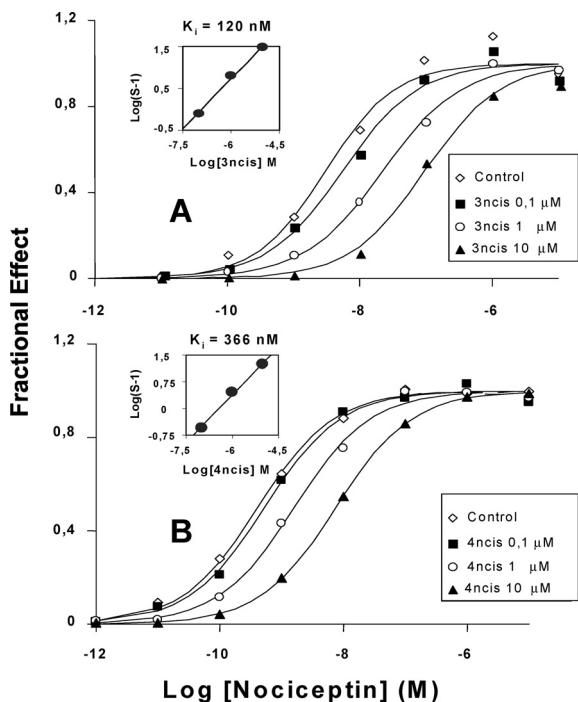 A
Fractional Effect
1,2
0,8
0,4
0
-12
-10
-8
-6
K i = 120 nM
Log(S-1)
1,5
0,5
-0,5
-7,5
-6
-4,5
Log[3ncis] M
Control
3ncis 0,1 µM
3ncis 1 µM
3ncis 10 µM
B
1,2
0,8
0,4
0
-12
-10
-8
-6
K i = 366 nM
Log(S-1)
1,5
0,75
0
-0,75
-7,5
-6
-4,5
Log[4ncis] M
Control
4ncis 0,1 µM
4ncis 1 µM
4ncis 10 µM
Log [Nociceptin] (M)